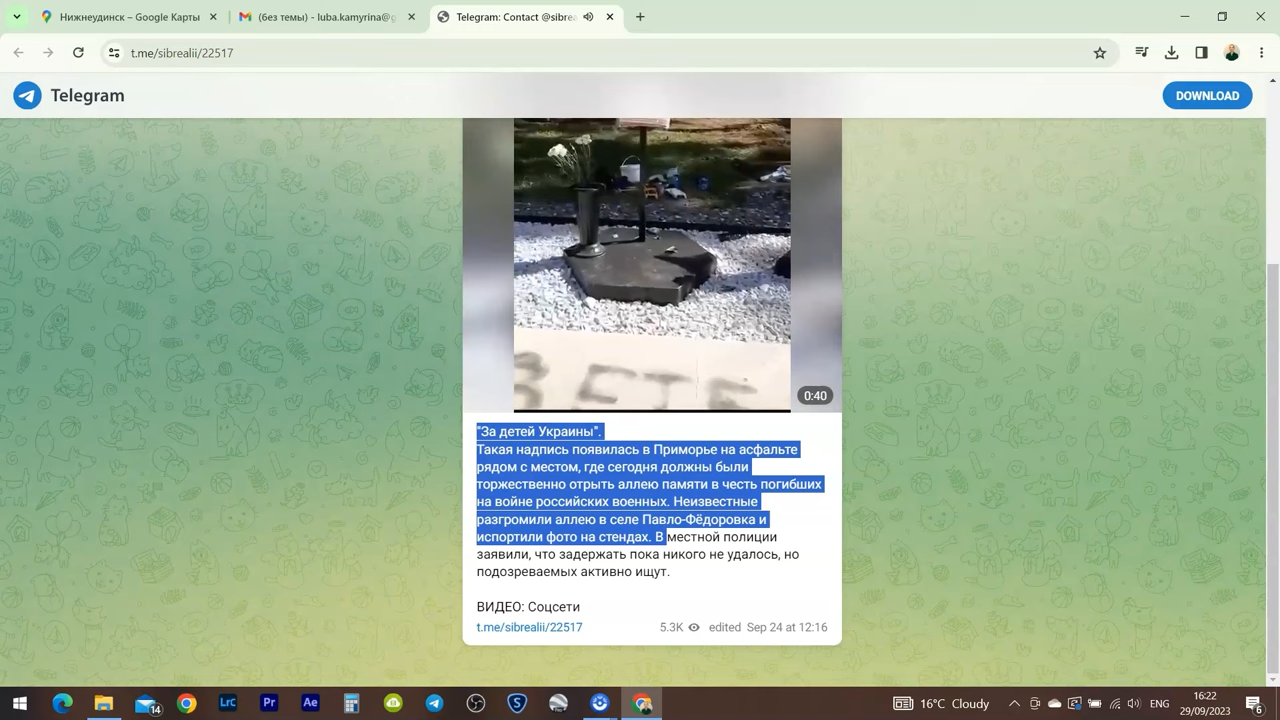 Нижнеудинск – Google Карты
(без темы) - luba.kamyrina@g
Telegram: Contact @sibrea
t.me/sibrealii/22517
Telegram
DOWNLOAD
ЗЕТЕ
0:40
"За детей Украины".
Такая надпись появилась в Приморье на асфальте
рядом с местом, где сегодня должны были
торжественно отрыть аллею памяти в честь погибших
на войне российских военных. Неизвестные
разгромили аллею в селе Павло-Фёдоровка и
испортили фото на стендах. В местной полиции
заявили, что задержать пока никого не удалось, но
подозреваемых активно ищут.
ВИДЕО: Соцсети
t.me/sibrealii/22517 5.3K edited Sep 24 at 12:16
14 LrC Pr Ae 16°C Cloudy ENG 16:22
29/09/2023 6